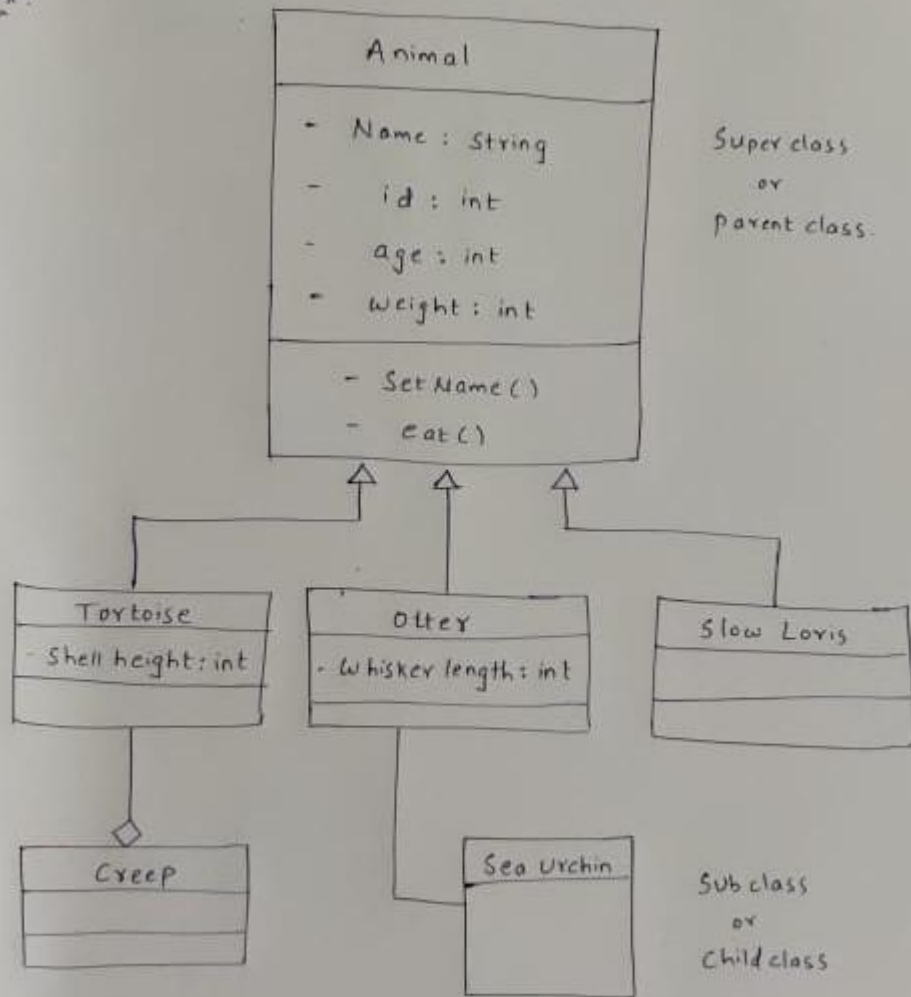 Animal
- Name : String
- id : int
- age : int
- weight : int
- Set Name ( )
- eat ( )
Super class
or
parent class.
Tortoise
- Shell height : int
Otter
- Whisker length : int
Slow Loris
Creep
Sea Urchin
Sub class
or
Child class